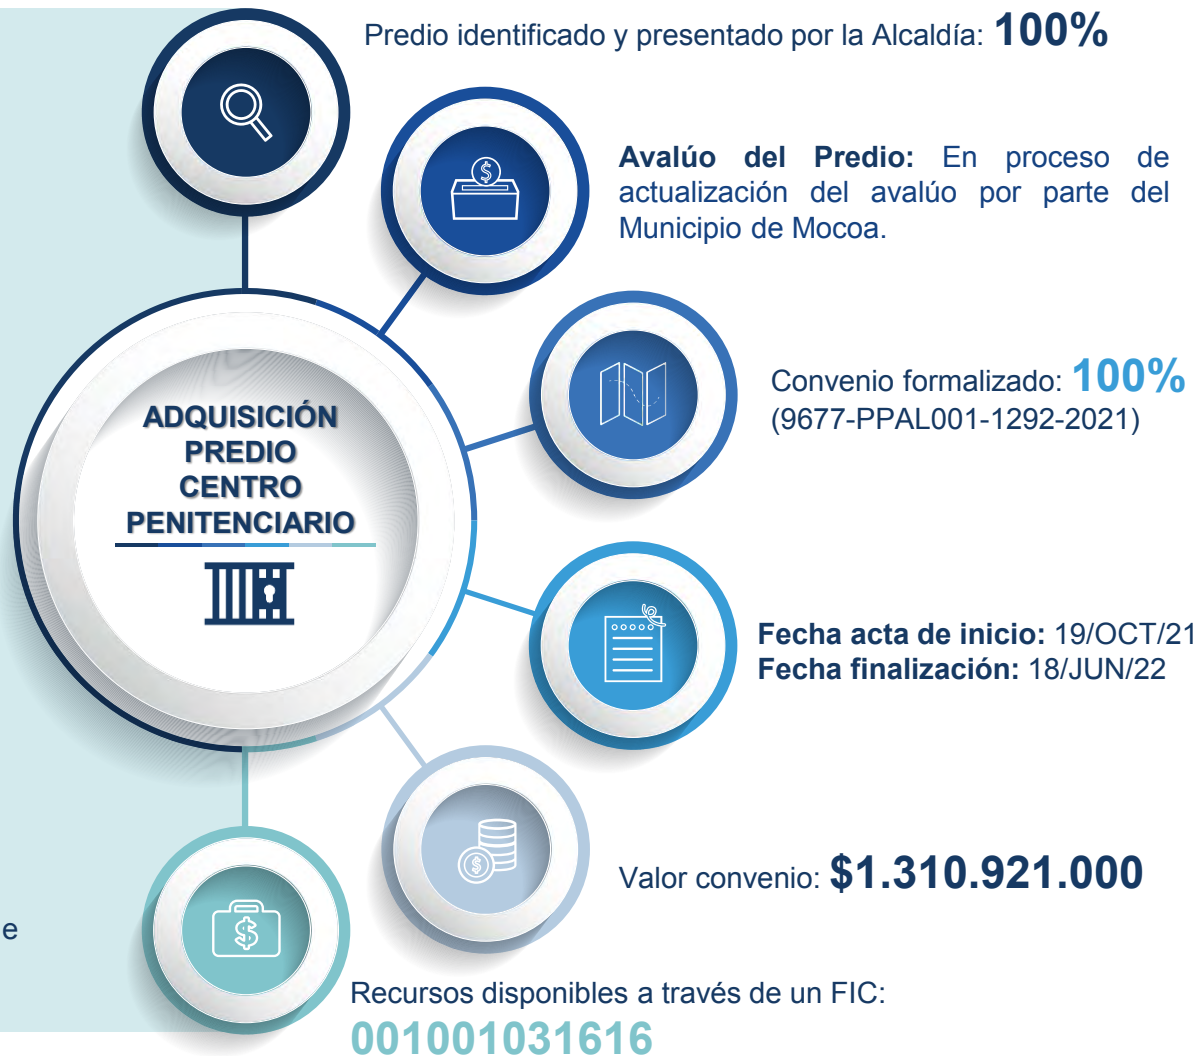 Predio identificado y presentado por la Alcaldía: 100%
Avalúo del Predio: En proceso de
actualización del avalúo por parte del
Municipio de Mocoa.
Convenio formalizado: 100%
(9677-PPAL001-1292-2021)
ADQUISICIÓN
PREDIO
CENTRO
PENITENCIARIO
Fecha acta de inicio: 19/OCT/21
Fecha finalización: 18/JUN/22
Valor convenio: $1.310.921.000
e
Recursos disponibles a través de un FIC:
001001031616